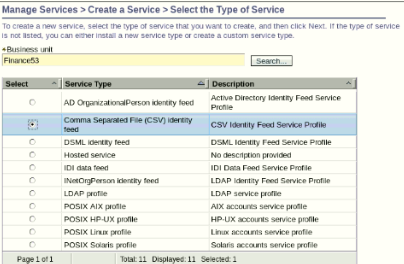 Manage Services > Create a Service > Select the Type of Service
To create a new service, select the type of service that you want to create, and then click Next. If the type of service
is not listed, you can either install a new service type or create a custom service type.
*Business unit
Finance53 Search...
Select Service Type Description
AD OrganizationalPerson identity feed Active Directory Identity Feed Service Profile
Comma Separated File (CSV) identity feed CSV Identity Feed Service Profile
DSML identity feed DSML Identity Feed Service Profile
Hosted service No description provided
IDI data feed IDI Data Feed Service Profile
INetOrgPerson identity feed LDAP Identity Feed Service Profile
LDAP profile LDAP service profile
POSIX AIX profile AIX accounts service profile
POSIX HP-UX profile HP-UX accounts service profile
POSIX Linux profile Linux accounts service profile
POSIX Solaris profile Solaris accounts service profile
Page 1 of 1 Total: 11 Displayed: 11 Selected: 1